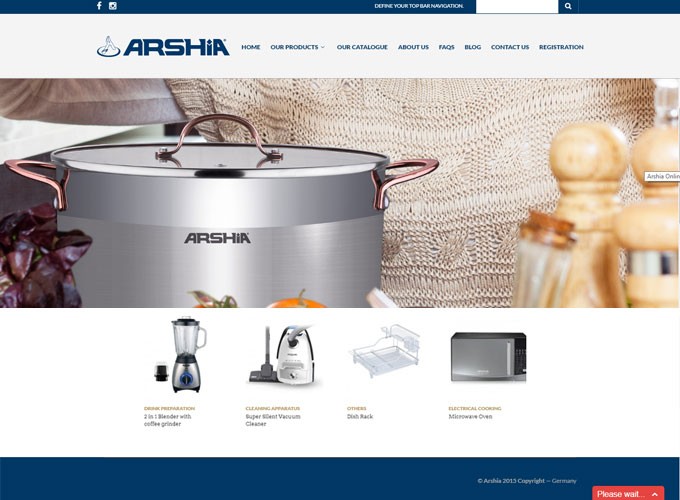 DEFINE YOUR TOP BAR NAVIGATION.
ARSHIA
HOME OUR PRODUCTS OUR CATALOGUE ABOUT US FAQS BLOG CONTACT US REGISTRATION
Arshia Onlin
ARSHIA
DRINK PREPARATION
2 in 1 Blender with
coffee grinder
CLEANING APPARATUS
Super Silent Vacuum
Cleaner
OTHERS
Dish Rack
ELECTRICAL COOKING
Microwave Oven
© Arshia 2013 Copyright — Germany
Please wait...